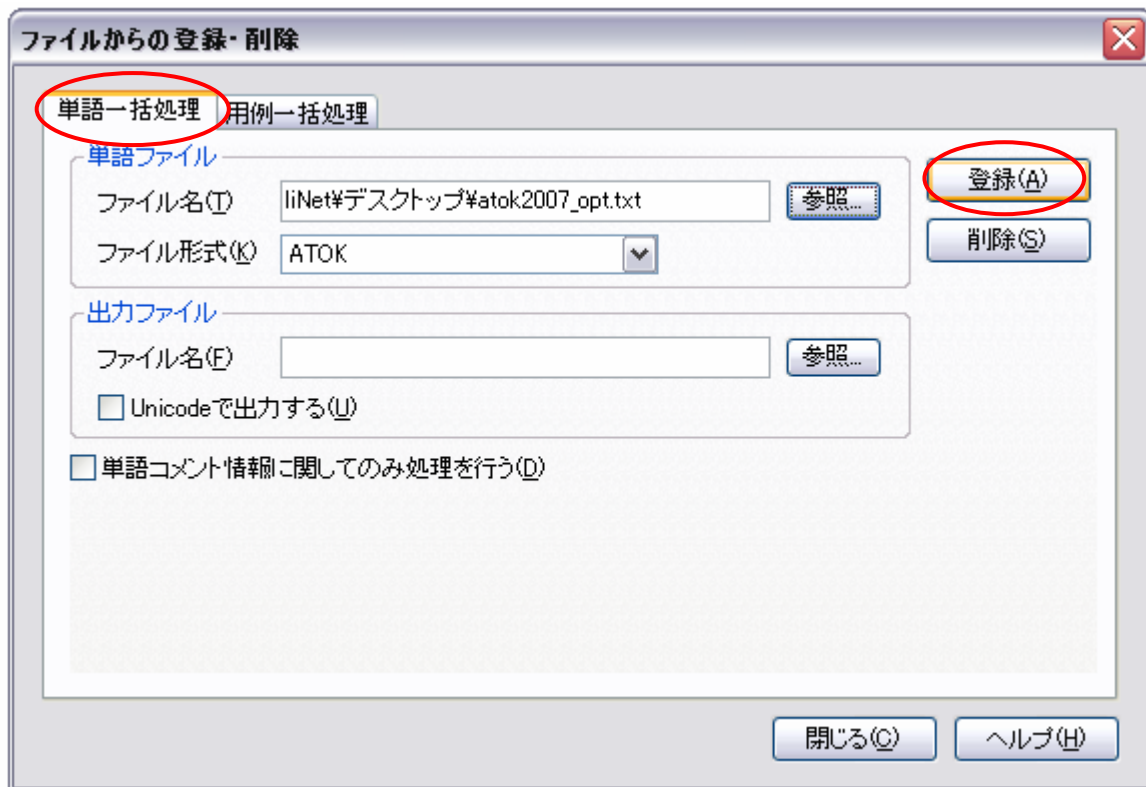 ファイルからの登録・削除
単語一括処理
用例一括処理
単語ファイル
ファイル名(T)
liNet¥デスクトップ¥atok2007_opt.txt
参照...
登録(A)
ファイル形式(K)
ATOK
削除(S)
出力ファイル
ファイル名(F)
参照...
Unicodeで出力する(U)
単語コメント情報に関してのみ処理を行う(D)
閉じる(C)
ヘルプ(H)